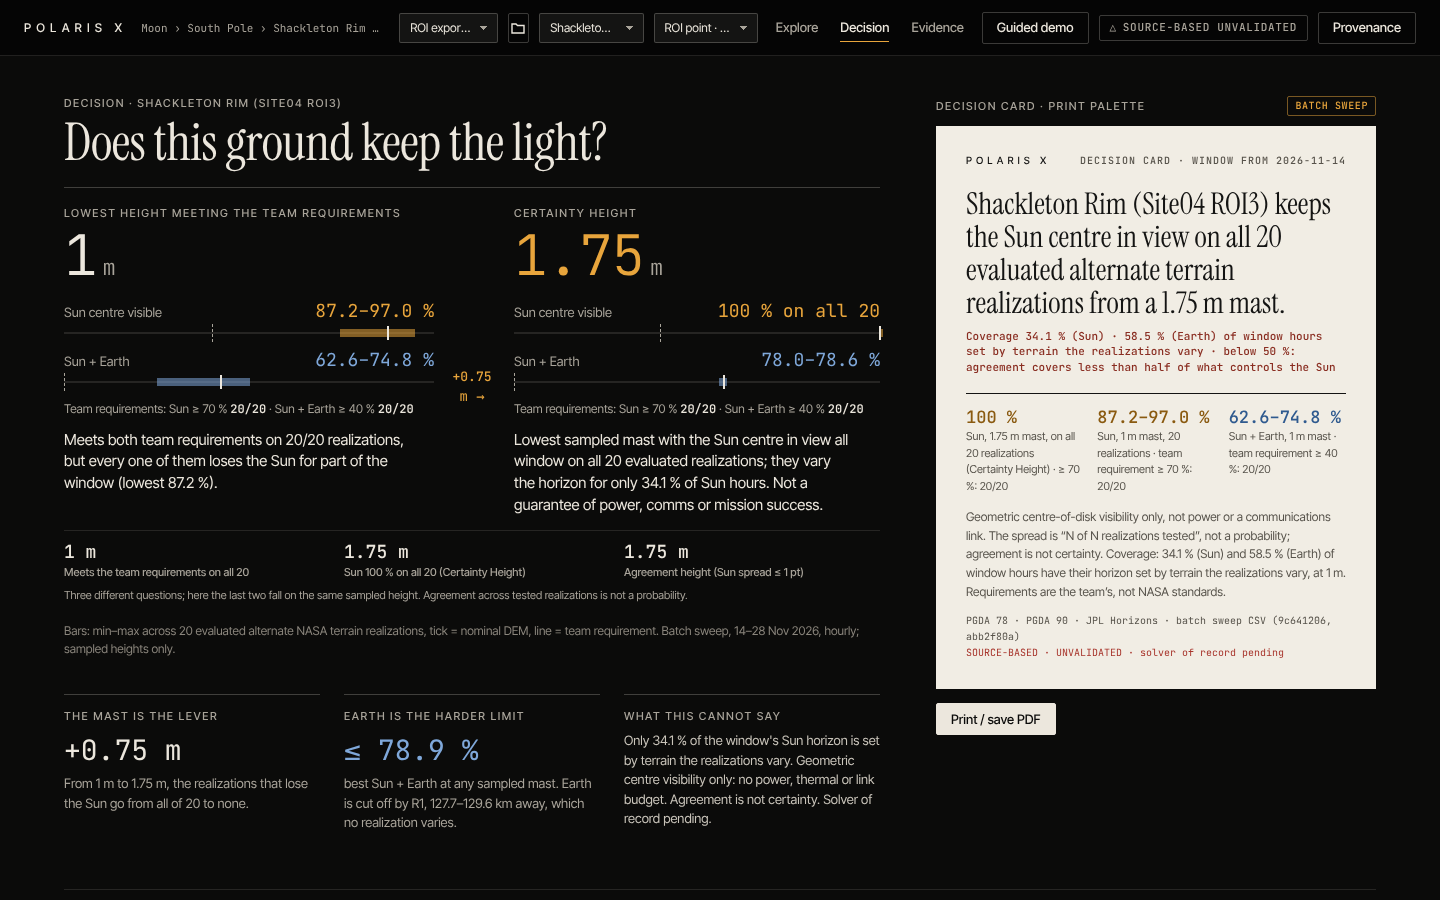 POLARIS X
Moon › South Pole › Shackleton Rim …
ROI expor…
Shackleto…
ROI point · …
Explore
Decision
Evidence
Guided demo
△ SOURCE-BASED UNVALIDATED
Provenance
DECISION · SHACKLETON RIM (SITE04 ROI3)
Does this ground keep the light?
LOWEST HEIGHT MEETING THE TEAM REQUIREMENTS
1 m
Sun centre visible 87.2–97.0 %
Sun + Earth 62.6–74.8 %
Team requirements: Sun ≥ 70 % 20/20 · Sun + Earth ≥ 40 % 20/20
Meets both team requirements on 20/20 realizations,
but every one of them loses the Sun for part of the
window (lowest 87.2 %).
+0.75
m →
CERTAINTY HEIGHT
1.75 m
Sun centre visible 100 % on all 20
Sun + Earth 78.0–78.6 %
Team requirements: Sun ≥ 70 % 20/20 · Sun + Earth ≥ 40 % 20/20
Lowest sampled mast with the Sun centre in view all
window on all 20 evaluated realizations; they vary
the horizon for only 34.1 % of Sun hours. Not a
guarantee of power, comms or mission success.
1 m
Meets the team requirements on all 20
1.75 m
Sun 100 % on all 20 (Certainty Height)
1.75 m
Agreement height (Sun spread ≤ 1 pt)
Three different questions; here the last two fall on the same sampled height. Agreement across tested realizations is not a probability.
Bars: min–max across 20 evaluated alternate NASA terrain realizations, tick = nominal DEM, line = team requirement. Batch sweep, 14–28 Nov 2026, hourly;
sampled heights only.
THE MAST IS THE LEVER
+0.75 m
From 1 m to 1.75 m, the realizations that lose
the Sun go from all of 20 to none.
EARTH IS THE HARDER LIMIT
≤ 78.9 %
best Sun + Earth at any sampled mast. Earth
is cut off by R1, 127.7–129.6 km away, which
no realization varies.
WHAT THIS CANNOT SAY
Only 34.1 % of the window's Sun horizon is set
by terrain the realizations vary. Geometric
centre visibility only: no power, thermal or link
budget. Agreement is not certainty. Solver of
record pending.
DECISION CARD · PRINT PALETTE
BATCH SWEEP
POLARIS X
DECISION CARD · WINDOW FROM 2026-11-14
Shackleton Rim (Site04 ROI3) keeps
the Sun centre in view on all 20
evaluated alternate terrain
realizations from a 1.75 m mast.
Coverage 34.1 % (Sun) · 58.5 % (Earth) of window hours
set by terrain the realizations vary · below 50 %:
agreement covers less than half of what controls the Sun
100 %
Sun, 1.75 m mast, on all
20 realizations
(Certainty Height) · ≥ 70
%: 20/20
87.2–97.0 %
Sun, 1 m mast, 20
realizations · team
requirement ≥ 70 %:
20/20
62.6–74.8 %
Sun + Earth, 1 m mast ·
team requirement ≥ 40
%: 20/20
Geometric centre-of-disk visibility only, not power or a communications
link. The spread is “N of N realizations tested”, not a probability;
agreement is not certainty. Coverage: 34.1 % (Sun) and 58.5 % (Earth) of
window hours have their horizon set by terrain the realizations vary, at 1 m.
Requirements are the team's, not NASA standards.
PGDA 78 · PGDA 90 · JPL Horizons · batch sweep CSV (9c641206,
abb2f80a)
SOURCE-BASED · UNVALIDATED · solver of record pending
Print / save PDF